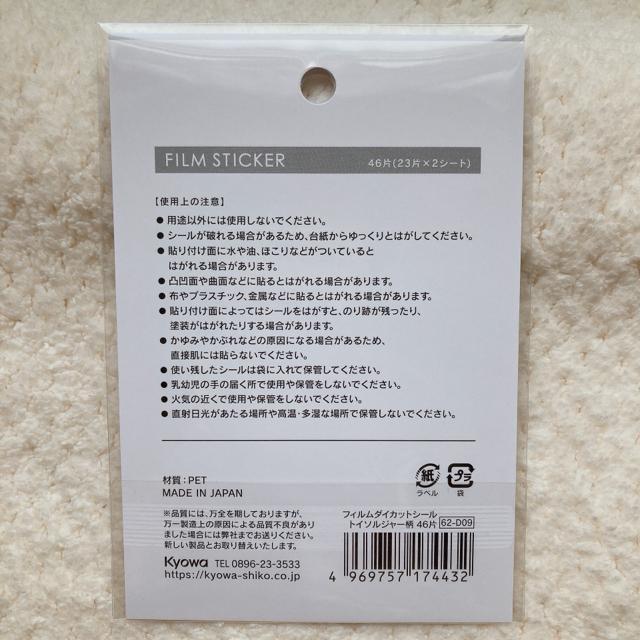 FILM STICKER 46片(23片×2シート)
【使用上の注意】
● 用途以外には使用しないでください。
● シールが破れる場合があるため、台紙からゆっくりとはがしてください。
● 貼り付け面に水や油、ほこりなどがついていると
はがれる場合があります。
● 凸凹面や曲面などに貼るとはがれる場合があります。
● 布やプラスチック、金属などに貼るとはがれる場合があります。
● 貼り付け面によってはシールをはがすと、のり跡が残ったり、
塗装がはがれたりする場合があります。
● かゆみやかぶれなどの原因になる場合があるため、
直接肌には貼らないでください。
● 使い残したシールは袋に入れて保管してください。
● 乳幼児の手の届く所で使用や保管をしないでください。
● 火気の近くで使用や保管をしないでください。
● 直射日光があたる場所や高温・多湿な場所で保管しないでください。
材質：PET
MADE IN JAPAN
紙 プラ
ラベル 袋
※品質には、万全を期しておりますが、
万一製造上の原因による品質不良があり
ました場合には弊社までお送りください。
新しい製品とお取り替えいたします。
Kyowa TEL 0896-23-3533
https://kyowa-shiko.co.jp
フィルムダイカットシール
トイソルジャー柄 46片 62-D09
4 969757 174432